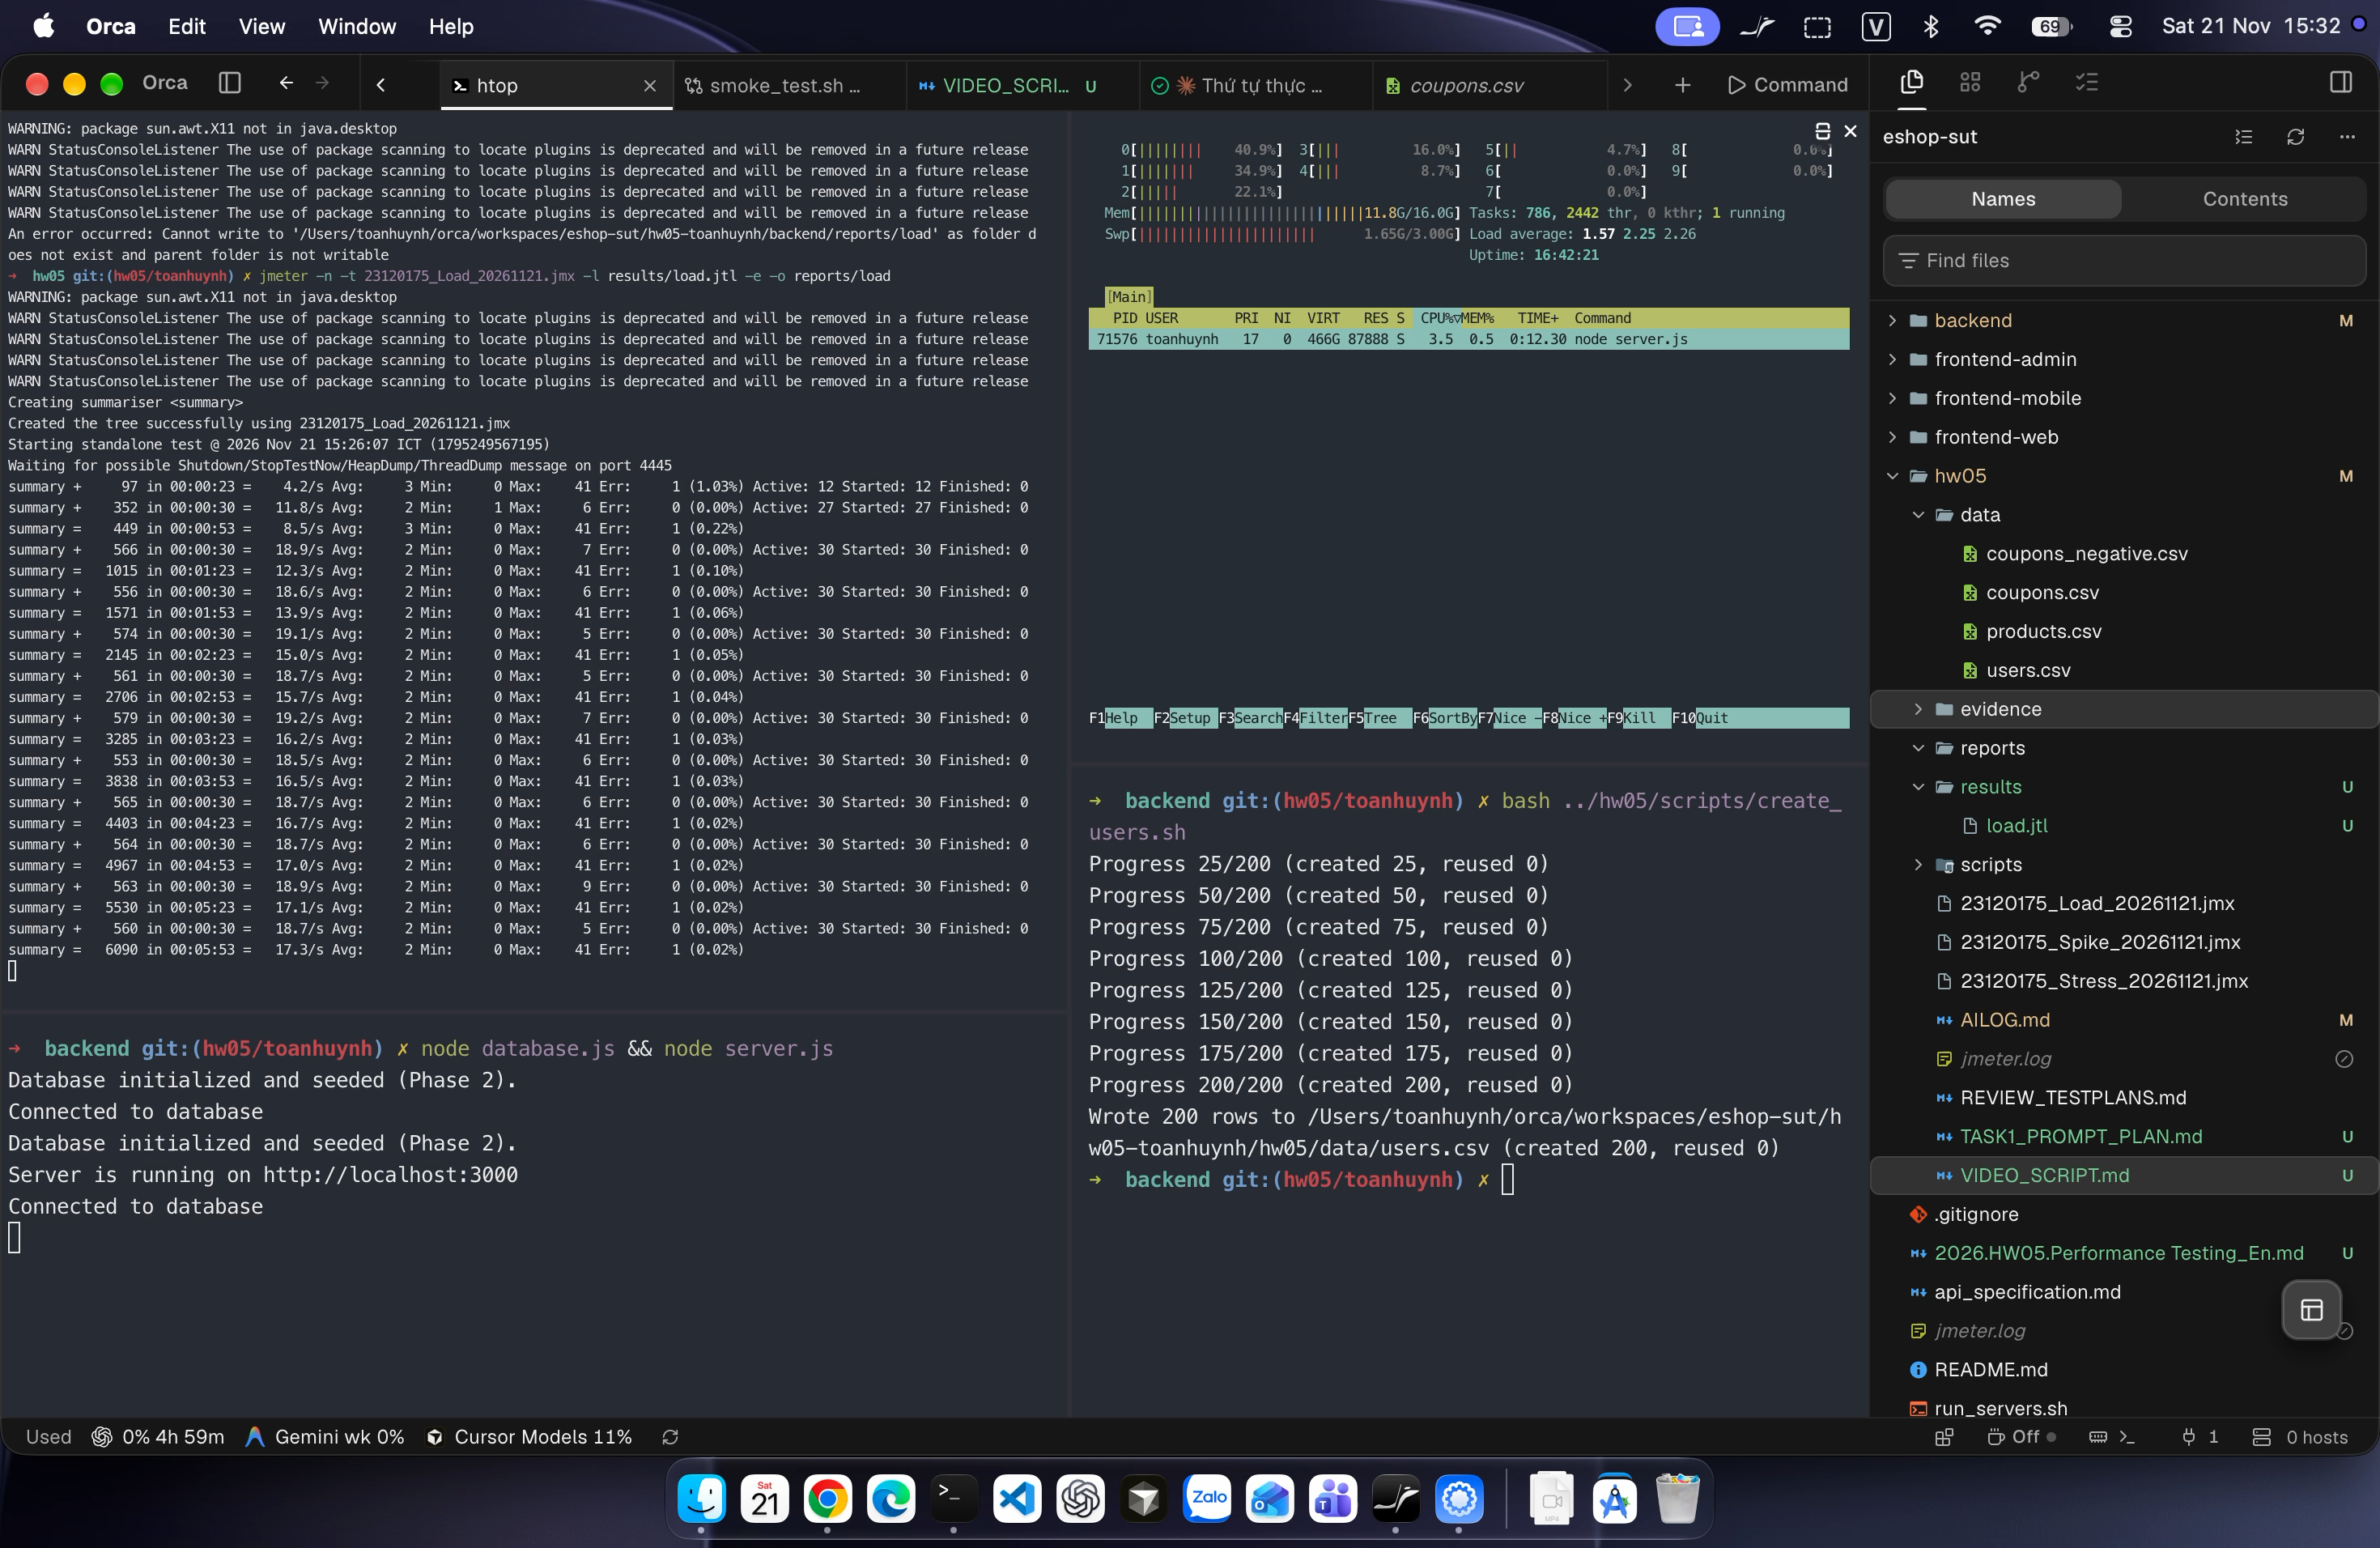 Orca Edit View Window Help
V 69 Sat 21 Nov 15:32
Orca htop smoke_test.sh ... VIDEO_SCRI... U Thứ tự thực ... coupons.csv Command
WARNING: package sun.awt.X11 not in java.desktop
WARN StatusConsoleListener The use of package scanning to locate plugins is deprecated and will be removed in a future release
WARN StatusConsoleListener The use of package scanning to locate plugins is deprecated and will be removed in a future release
WARN StatusConsoleListener The use of package scanning to locate plugins is deprecated and will be removed in a future release
WARN StatusConsoleListener The use of package scanning to locate plugins is deprecated and will be removed in a future release
An error occurred: Cannot write to '/Users/toanhuynh/orca/workspaces/eshop-sut/hw05-toanhuynh/backend/reports/load' as folder d
oes not exist and parent folder is not writable
➜ hw05 git:(hw05/toanhuynh) ✗ jmeter -n -t 23120175_Load_20261121.jmx -l results/load.jtl -e -o reports/load
WARNING: package sun.awt.X11 not in java.desktop
WARN StatusConsoleListener The use of package scanning to locate plugins is deprecated and will be removed in a future release
WARN StatusConsoleListener The use of package scanning to locate plugins is deprecated and will be removed in a future release
WARN StatusConsoleListener The use of package scanning to locate plugins is deprecated and will be removed in a future release
WARN StatusConsoleListener The use of package scanning to locate plugins is deprecated and will be removed in a future release
Creating summariser <summary>
Created the tree successfully using 23120175_Load_20261121.jmx
Starting standalone test @ 2026 Nov 21 15:26:07 ICT (1795249567195)
Waiting for possible Shutdown/StopTestNow/HeapDump/ThreadDump message on port 4445
summary + 97 in 00:00:23 = 4.2/s Avg: 3 Min: 0 Max: 41 Err: 1 (1.03%) Active: 12 Started: 12 Finished: 0
summary + 352 in 00:00:30 = 11.8/s Avg: 2 Min: 1 Max: 6 Err: 0 (0.00%) Active: 27 Started: 27 Finished: 0
summary = 449 in 00:00:53 = 8.5/s Avg: 3 Min: 0 Max: 41 Err: 1 (0.22%)
summary + 566 in 00:00:30 = 18.9/s Avg: 2 Min: 0 Max: 7 Err: 0 (0.00%) Active: 30 Started: 30 Finished: 0
summary = 1015 in 00:01:23 = 12.3/s Avg: 2 Min: 0 Max: 41 Err: 1 (0.10%)
summary + 556 in 00:00:30 = 18.6/s Avg: 2 Min: 0 Max: 6 Err: 0 (0.00%) Active: 30 Started: 30 Finished: 0
summary = 1571 in 00:01:53 = 13.9/s Avg: 2 Min: 0 Max: 41 Err: 1 (0.06%)
summary + 574 in 00:00:30 = 19.1/s Avg: 2 Min: 0 Max: 5 Err: 0 (0.00%) Active: 30 Started: 30 Finished: 0
summary = 2145 in 00:02:23 = 15.0/s Avg: 2 Min: 0 Max: 41 Err: 1 (0.05%)
summary + 561 in 00:00:30 = 18.7/s Avg: 2 Min: 0 Max: 5 Err: 0 (0.00%) Active: 30 Started: 30 Finished: 0
summary = 2706 in 00:02:53 = 15.7/s Avg: 2 Min: 0 Max: 41 Err: 1 (0.04%)
summary + 579 in 00:00:30 = 19.2/s Avg: 2 Min: 0 Max: 7 Err: 0 (0.00%) Active: 30 Started: 30 Finished: 0
summary = 3285 in 00:03:23 = 16.2/s Avg: 2 Min: 0 Max: 41 Err: 1 (0.03%)
summary + 553 in 00:00:30 = 18.5/s Avg: 2 Min: 0 Max: 6 Err: 0 (0.00%) Active: 30 Started: 30 Finished: 0
summary = 3838 in 00:03:53 = 16.5/s Avg: 2 Min: 0 Max: 41 Err: 1 (0.03%)
summary + 565 in 00:00:30 = 18.7/s Avg: 2 Min: 0 Max: 6 Err: 0 (0.00%) Active: 30 Started: 30 Finished: 0
summary = 4403 in 00:04:23 = 16.7/s Avg: 2 Min: 0 Max: 41 Err: 1 (0.02%)
summary + 564 in 00:00:30 = 18.7/s Avg: 2 Min: 0 Max: 6 Err: 0 (0.00%) Active: 30 Started: 30 Finished: 0
summary = 4967 in 00:04:53 = 17.0/s Avg: 2 Min: 0 Max: 41 Err: 1 (0.02%)
summary + 563 in 00:00:30 = 18.9/s Avg: 2 Min: 0 Max: 9 Err: 0 (0.00%) Active: 30 Started: 30 Finished: 0
summary = 5530 in 00:05:23 = 17.1/s Avg: 2 Min: 0 Max: 41 Err: 1 (0.02%)
summary + 560 in 00:00:30 = 18.7/s Avg: 2 Min: 0 Max: 5 Err: 0 (0.00%) Active: 30 Started: 30 Finished: 0
summary = 6090 in 00:05:53 = 17.3/s Avg: 2 Min: 0 Max: 41 Err: 1 (0.02%)
➜ backend git:(hw05/toanhuynh) ✗ node database.js && node server.js
Database initialized and seeded (Phase 2).
Connected to database
Database initialized and seeded (Phase 2).
Server is running on http://localhost:3000
Connected to database
0[|||||||| 40.9%] 3[||| 16.0%] 5[|| 4.7%] 8[ 0.0%]
1[||||||| 34.9%] 4[||| 8.7%] 6[ 0.0%] 9[ 0.0%]
2[||||| 22.1%] 7[ 0.0%]
Mem[||||||||||||||||||||||||||||11.8G/16.0G] Tasks: 786, 2442 thr, 0 kthr; 1 running
Swp[|||||||||||||||||||||| 1.65G/3.00G] Load average: 1.57 2.25 2.26
Uptime: 16:42:21
[Main]
PID USER PRI NI VIRT RES S CPU%▽MEM% TIME+ Command
71576 toanhuynh 17 0 466G 87888 S 3.5 0.5 0:12.30 node server.js
F1Help F2Setup F3SearchF4FilterF5Tree F6SortByF7Nice -F8Nice +F9Kill F10Quit
➜ backend git:(hw05/toanhuynh) ✗ bash ../hw05/scripts/create_
users.sh
Progress 25/200 (created 25, reused 0)
Progress 50/200 (created 50, reused 0)
Progress 75/200 (created 75, reused 0)
Progress 100/200 (created 100, reused 0)
Progress 125/200 (created 125, reused 0)
Progress 150/200 (created 150, reused 0)
Progress 175/200 (created 175, reused 0)
Progress 200/200 (created 200, reused 0)
Wrote 200 rows to /Users/toanhuynh/orca/workspaces/eshop-sut/h
w05-toanhuynh/hw05/data/users.csv (created 200, reused 0)
➜ backend git:(hw05/toanhuynh) ✗
eshop-sut
Names Contents
Find files
backend M
frontend-admin
frontend-mobile
frontend-web
hw05 M
data
coupons_negative.csv
coupons.csv
products.csv
users.csv
evidence
reports
results U
load.jtl U
scripts
23120175_Load_20261121.jmx
23120175_Spike_20261121.jmx
23120175_Stress_20261121.jmx
AILOG.md M
jmeter.log
REVIEW_TESTPLANS.md
TASK1_PROMPT_PLAN.md U
VIDEO_SCRIPT.md U
.gitignore
2026.HW05.Performance Testing_En.md U
api_specification.md
jmeter.log
README.md
run_servers.sh
Used 0% 4h 59m Gemini wk 0% Cursor Models 11% Off 1 0 hosts
Sat
21
Zalo
MP4